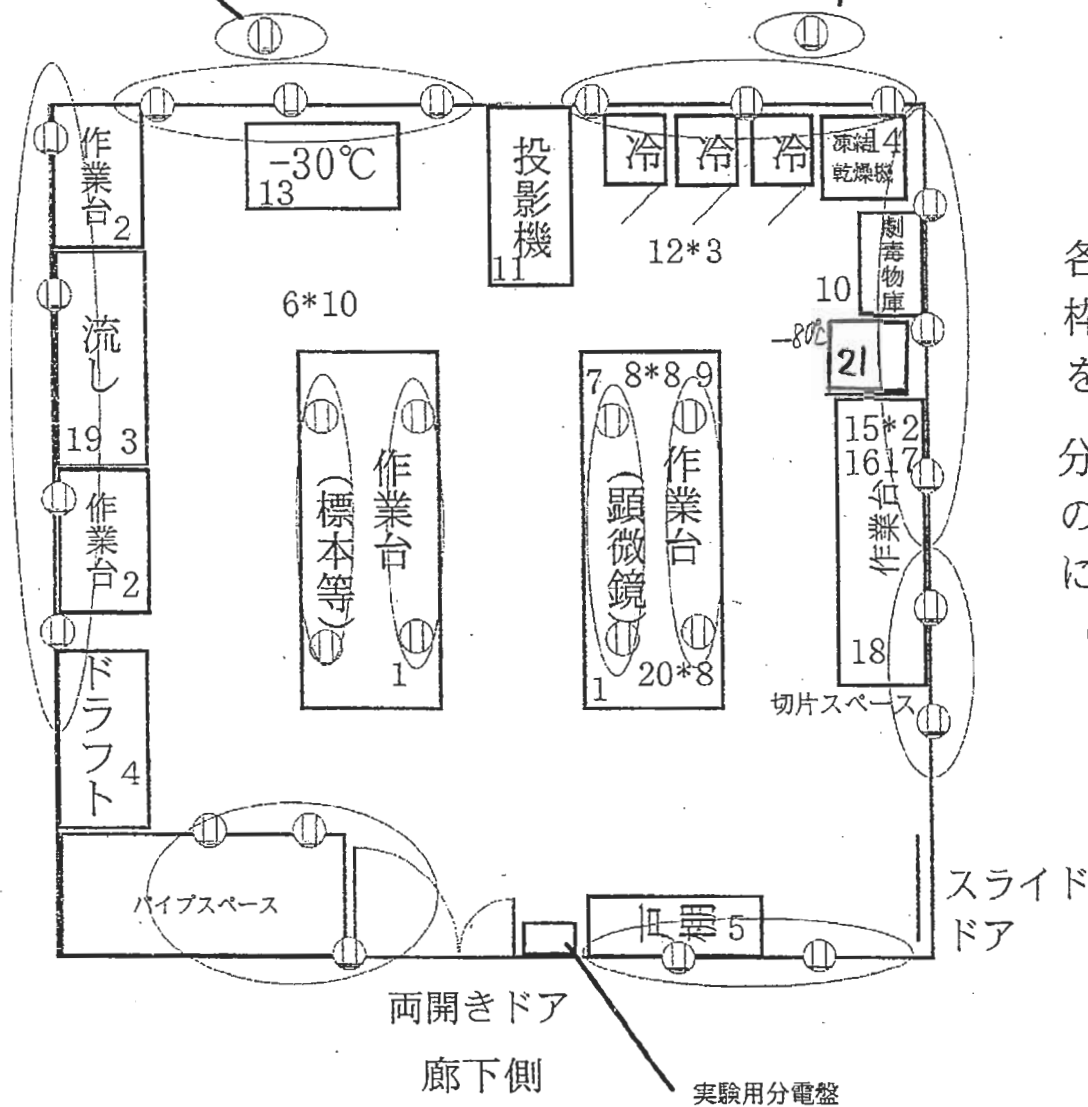 作業台
2
-30℃
13
投影機
11
冷
冷
冷
凍結14
乾燥機
12*3
劇毒物庫
10
6*10
流し
19 3
-80℃
21
7 8*8 9
15*2
16 17
作業台
18
作業台
(標本等)
1
作業台
(顕微鏡)
1
20*8
作業台
2
切片スペース
ドラフト
4
パイプスペース
5
スライド
ドア
両開きドア
廊下側
実験用分電盤
各
枠
を
分
の
に